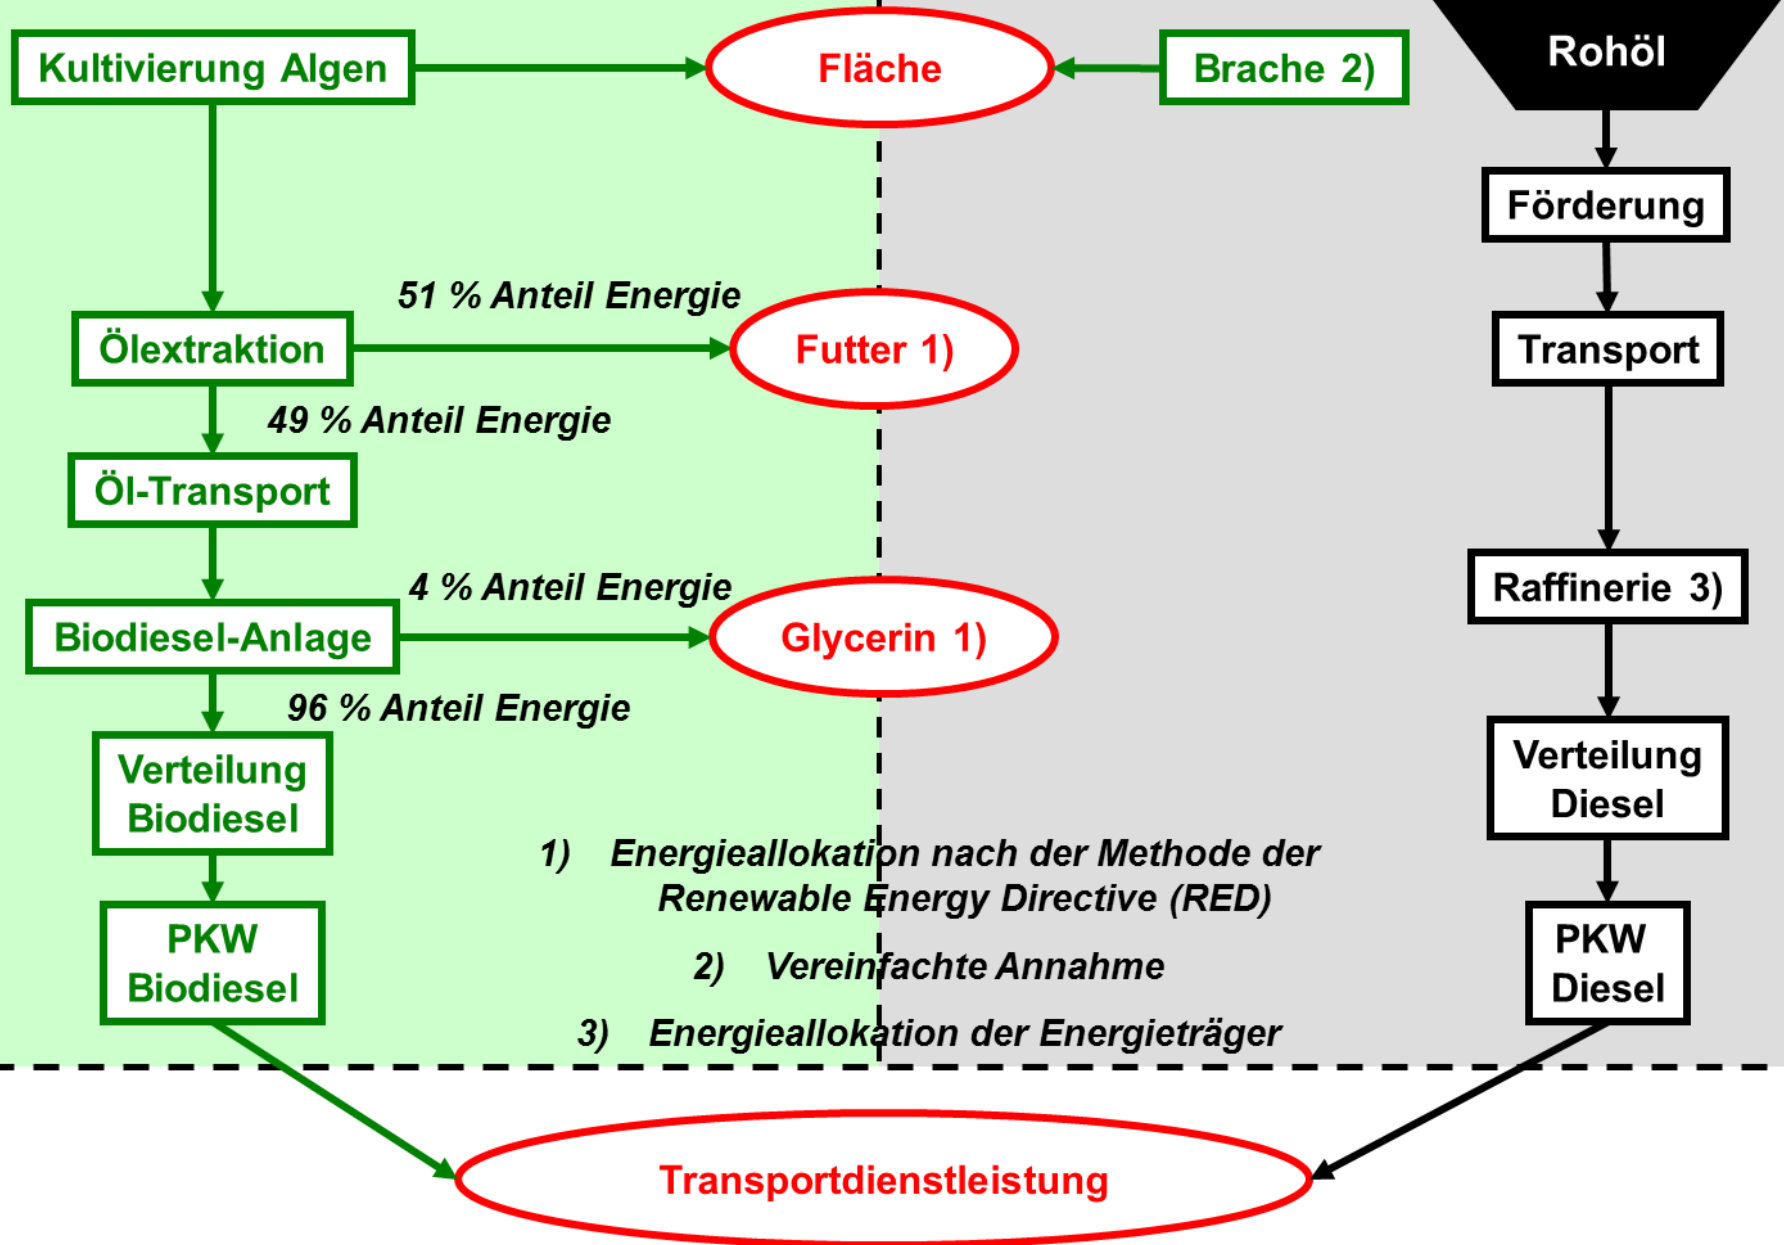 Kultivierung Algen
Fläche
Brache 2)
Rohöl
Förderung
51 % Anteil Energie
Ölextraktion
Futter 1)
Transport
49 % Anteil Energie
Öl-Transport
4 % Anteil Energie
Raffinerie 3)
Biodiesel-Anlage
Glycerin 1)
96 % Anteil Energie
Verteilung
Biodiesel
Verteilung
Diesel
1) Energieallokation nach der Methode der
Renewable Energy Directive (RED)
PKW
Biodiesel
2) Vereinfachte Annahme
PKW
Diesel
3) Energieallokation der Energieträger
Transportdienstleistung